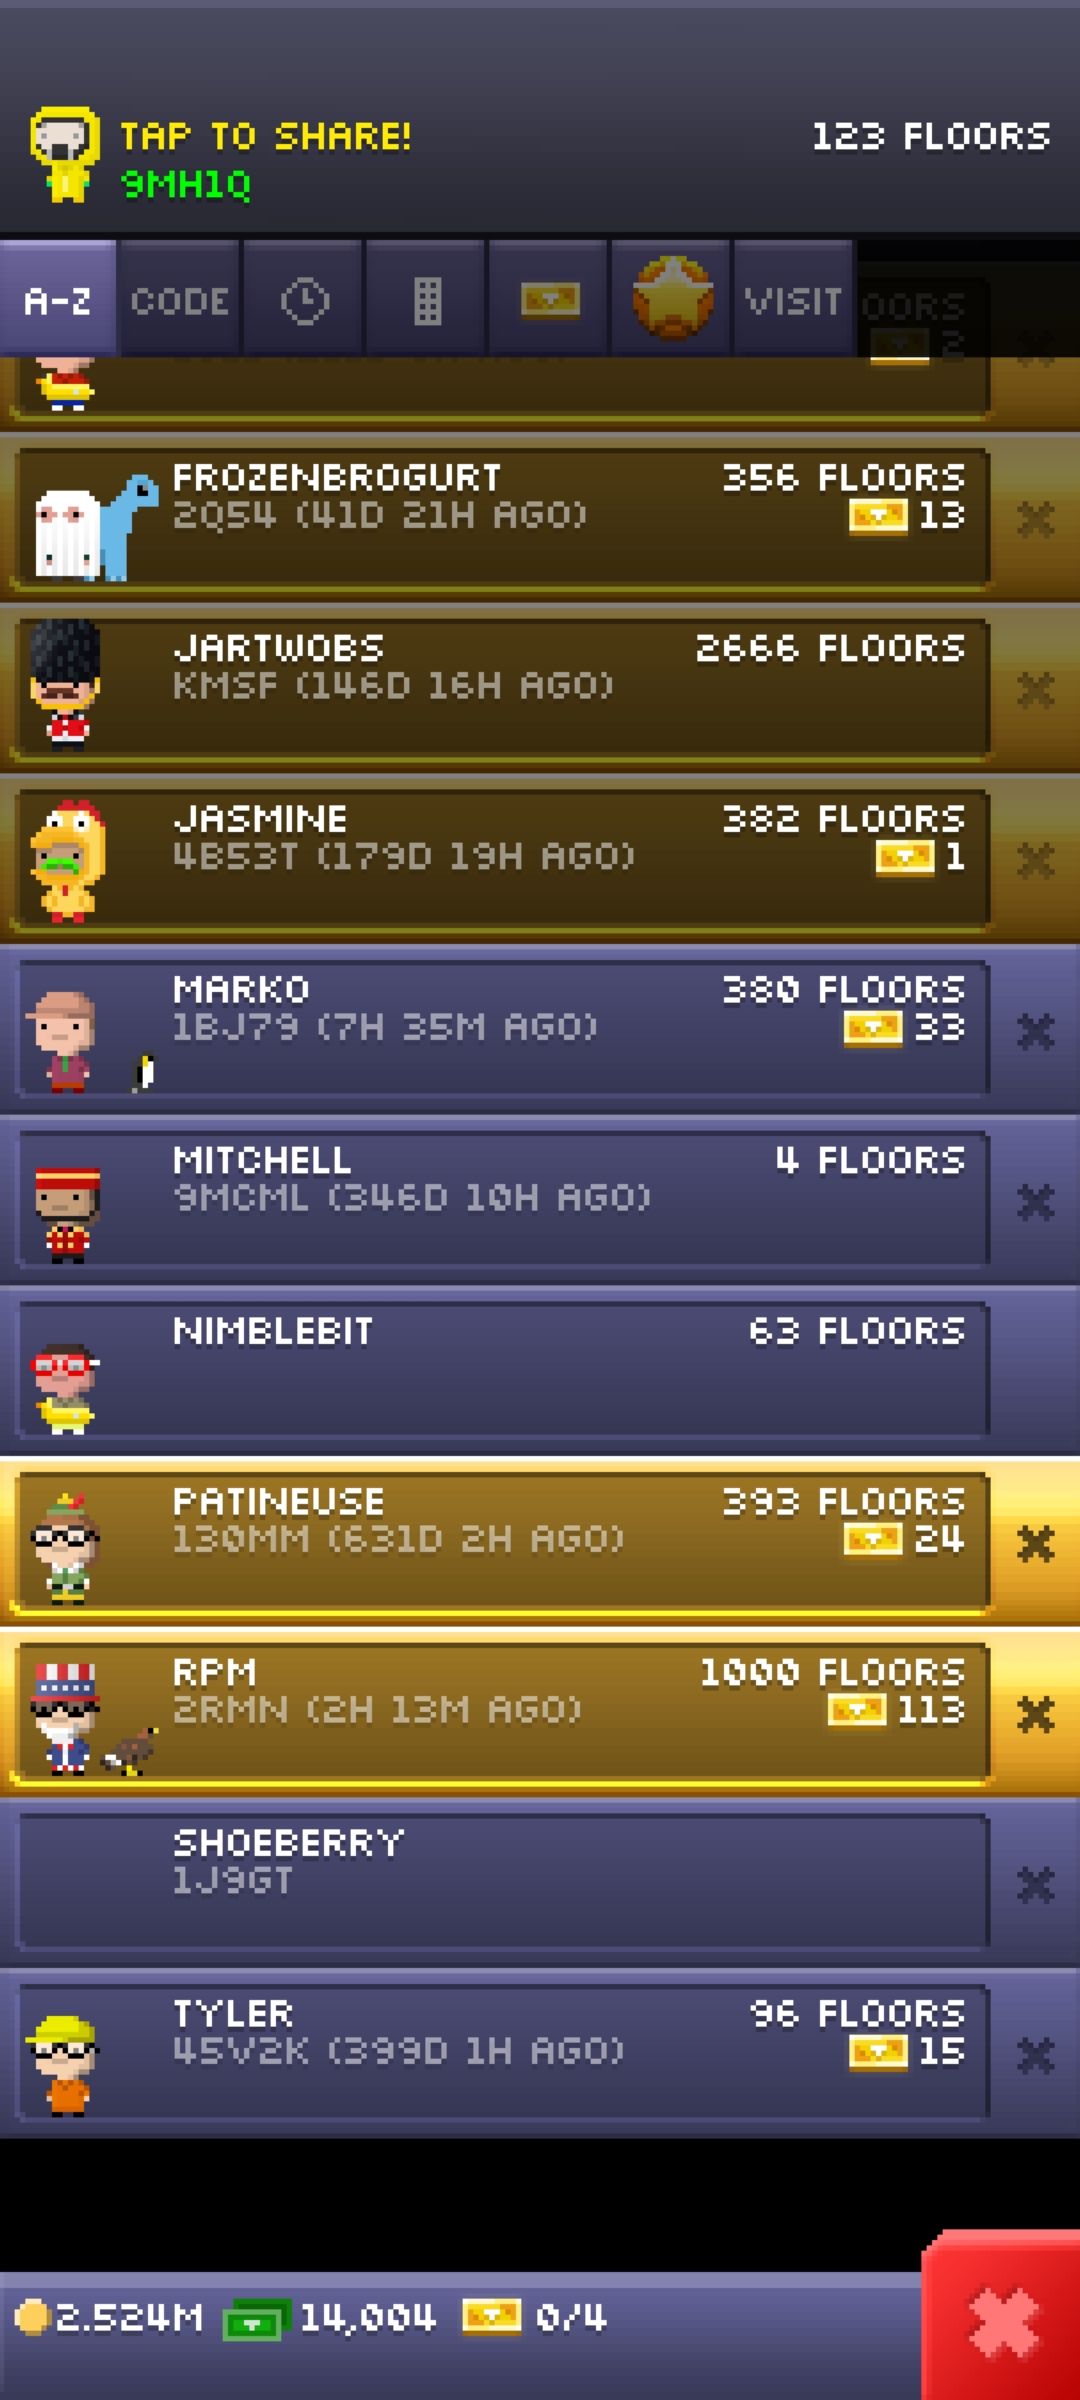 TAP TO SHARE!
123 FLOORS
9MH1Q
A-Z CODE VISIT
2
FROZENBROGURT
356 FLOORS
2Q54 (41D 21H AGO)
13
JARTWOBS
2666 FLOORS
KMSF (146D 16H AGO)
JASMINE
382 FLOORS
4B53T (179D 19H AGO)
1
MARKO
380 FLOORS
1BJ79 (7H 35M AGO)
33
MITCHELL
4 FLOORS
9MCML (346D 10H AGO)
NIMBLEBIT
63 FLOORS
PATINEUSE
393 FLOORS
130MM (631D 2H AGO)
24
RPM
1000 FLOORS
2RMN (2H 13M AGO)
113
SHOEBERRY
1J9GT
TYLER
96 FLOORS
45V2K (399D 1H AGO)
15
2.524M 14,004 0/4